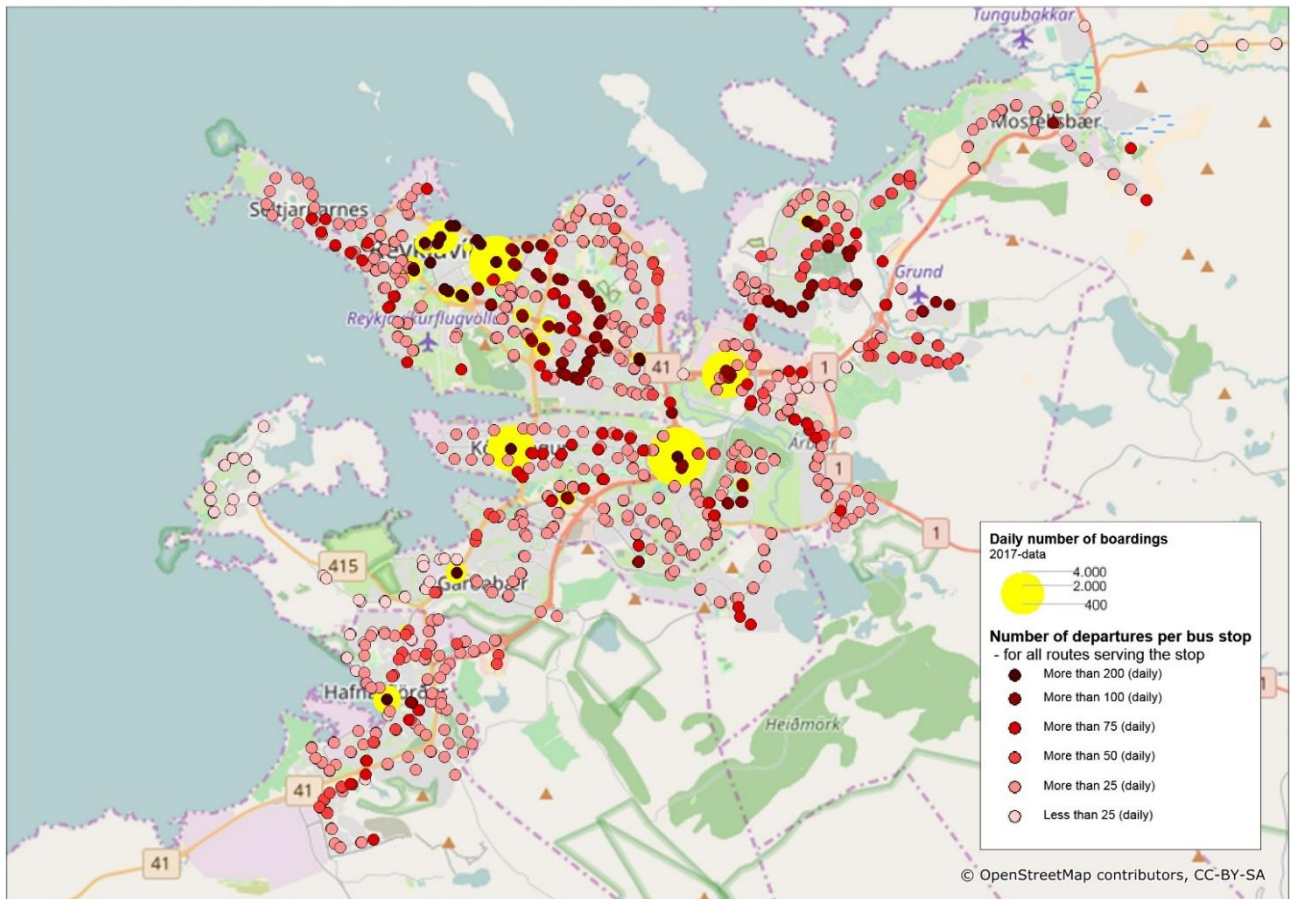 Tungubakkar
Mosfellsbær
Seltjarnarnes
Reykjavík
Grund
Reykjavíkurflugvöllur
41
1
Kópavogur
Árbær
1
1
415
Garðabær
Hafnarfjörður
Heiðmörk
1
41
41
Daily number of boardings
2017-data
4.000
2.000
400
Number of departures per bus stop
- for all routes serving the stop
More than 200 (daily)
More than 100 (daily)
More than 75 (daily)
More than 50 (daily)
More than 25 (daily)
Less than 25 (daily)
© OpenStreetMap contributors, CC-BY-SA